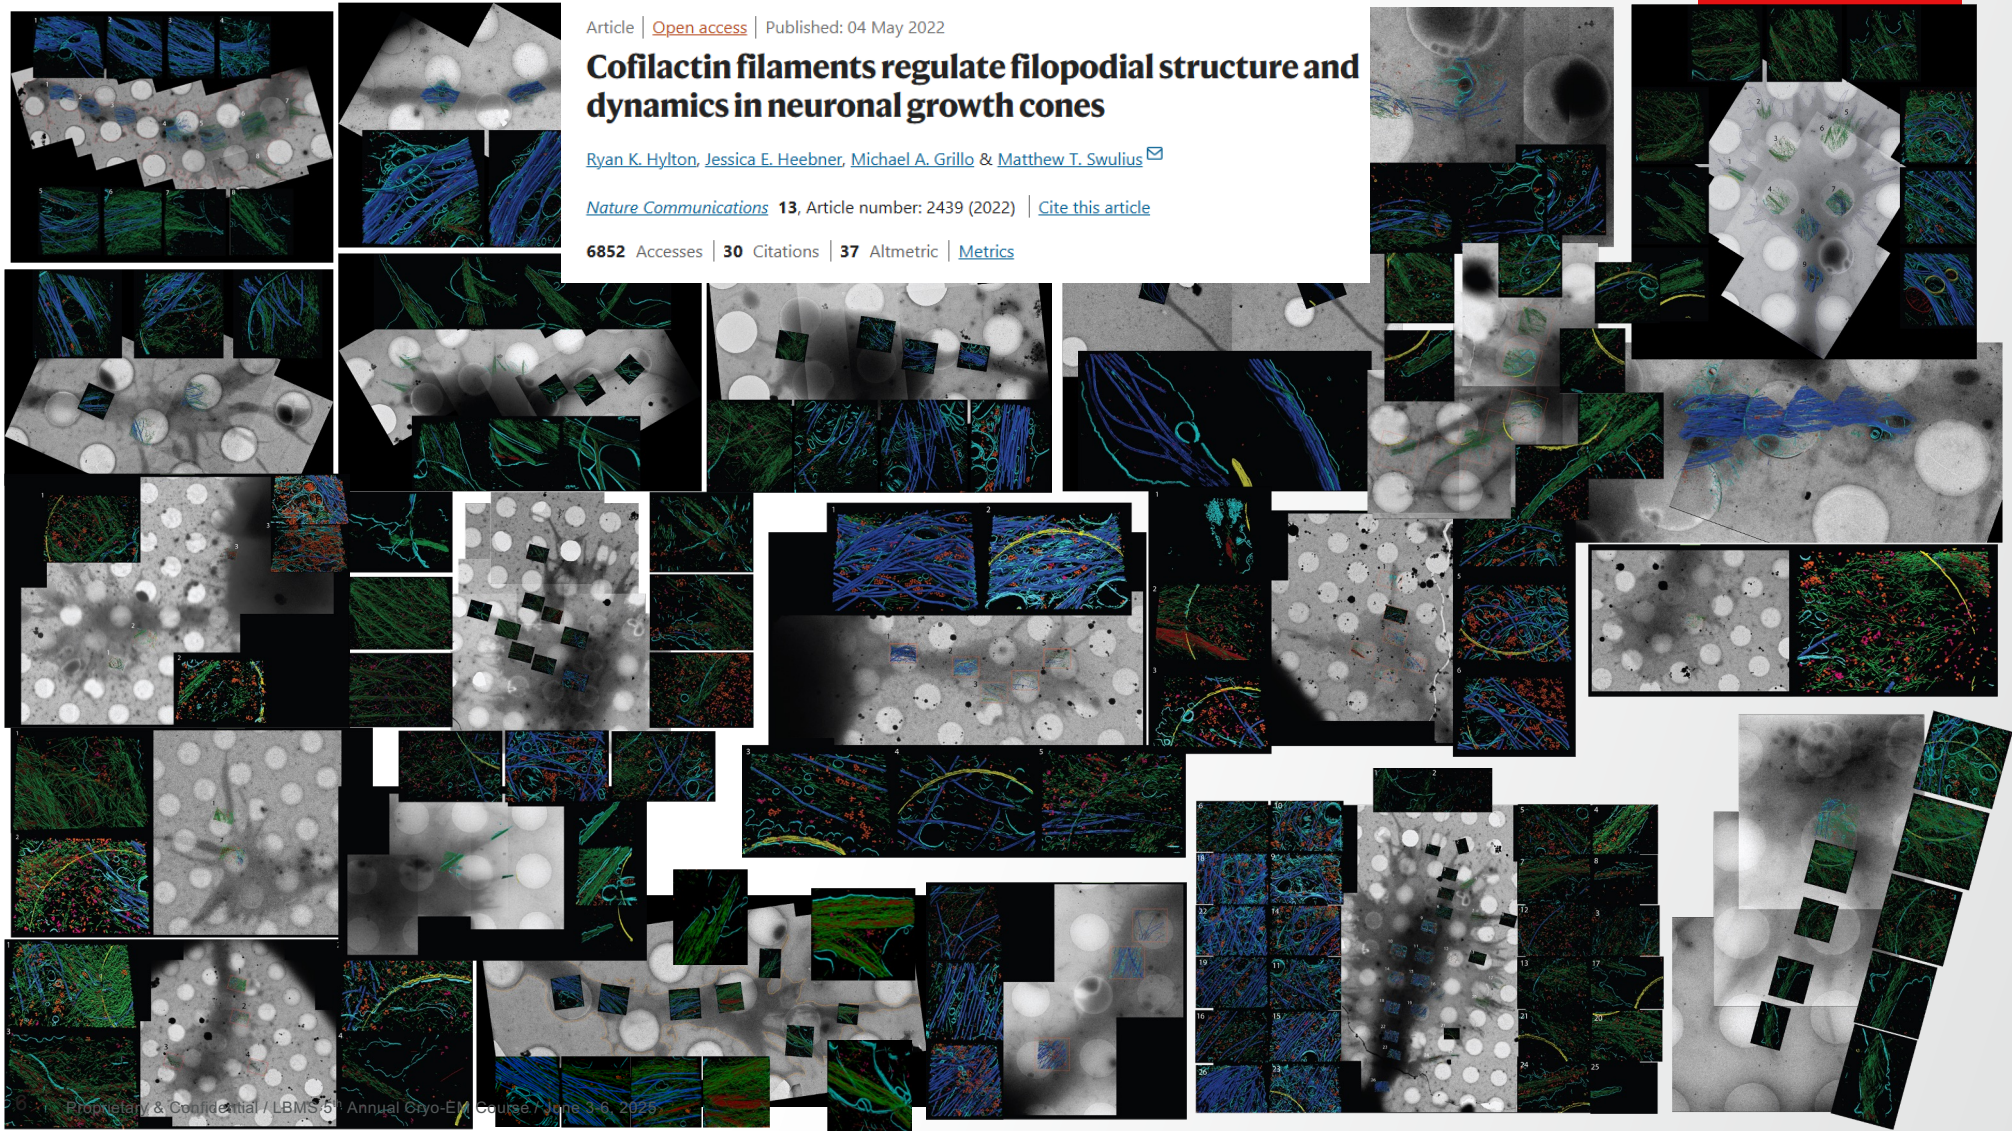 Article | Open access | Published: 04 May 2022
Cofilactin filaments regulate filopodial structure and
dynamics in neuronal growth cones
Ryan K. Hylton, Jessica E. Heebner, Michael A. Grillo & Matthew T. Swulius
Nature Communications 13, Article number: 2439 (2022) | Cite this article
6852 Accesses | 30 Citations | 37 Altmetric | Metrics
Proprietary & Confidential / LBMS 5th Annual Cryo-EM Course / June 3-6, 2025